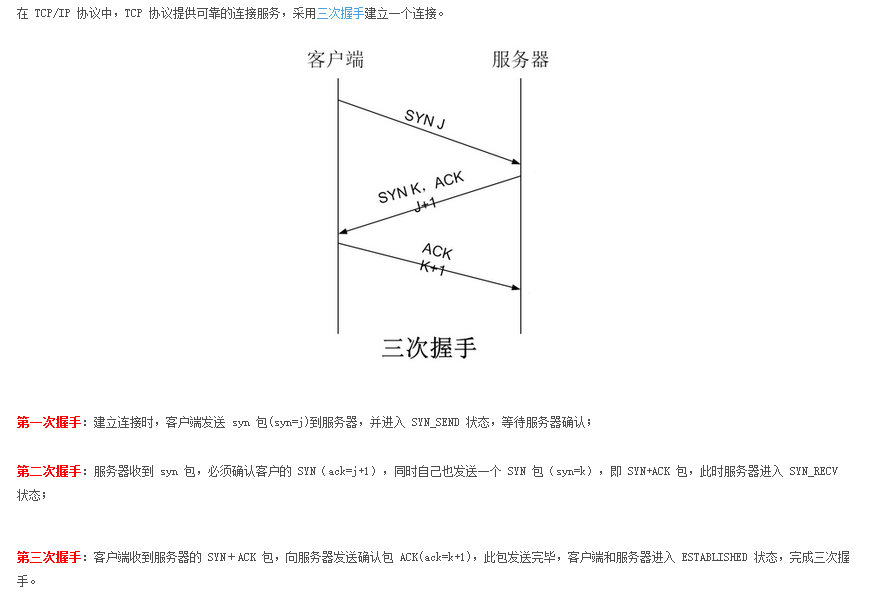 在 TCP/IP 协议中，TCP 协议提供可靠的连接服务，采用三次握手建立一个连接。
客户端 服务器
SYN J
SYN K，ACK
J+1
ACK
K+1
三次握手
第一次握手：建立连接时，客户端发送 syn 包(syn=j)到服务器，并进入 SYN_SEND 状态，等待服务器确认；
第二次握手：服务器收到 syn 包，必须确认客户的 SYN（ack=j+1），同时自己也发送一个 SYN 包（syn=k），即 SYN+ACK 包，此时服务器进入 SYN_RECV
状态；
第三次握手：客户端收到服务器的 SYN＋ACK 包，向服务器发送确认包 ACK(ack=k+1)，此包发送完毕，客户端和服务器进入 ESTABLISHED 状态，完成三次握
手。